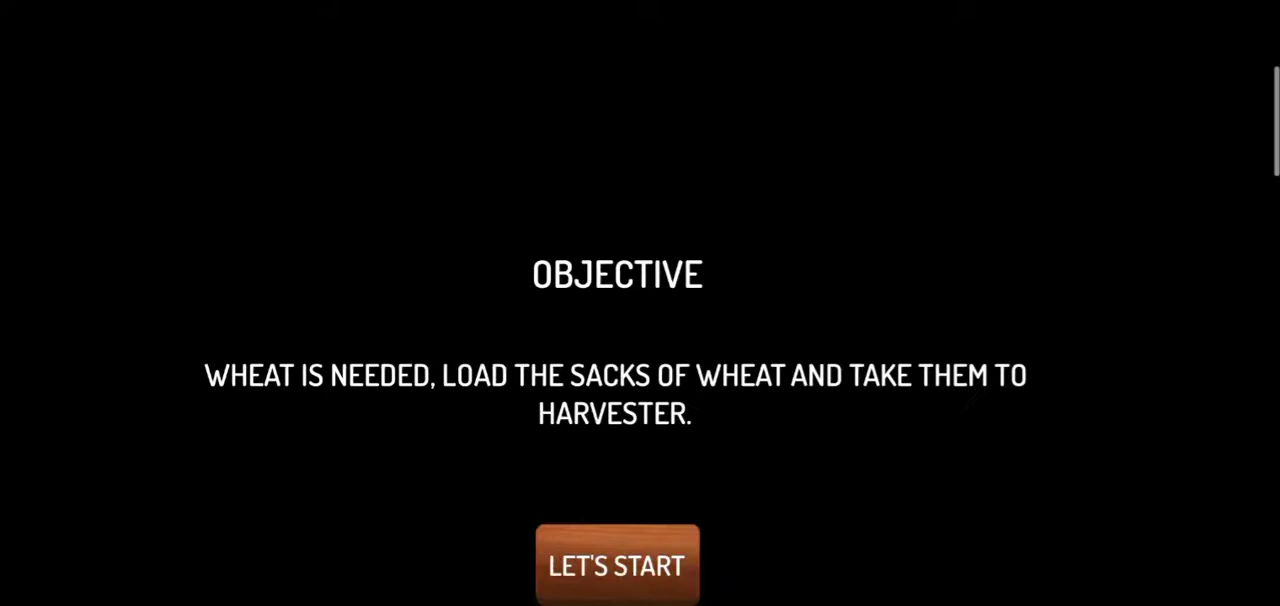 OBJECTIVE
WHEAT IS NEEDED, LOAD THE SACKS OF WHEAT AND TAKE THEM TO
HARVESTER.
LET'S START